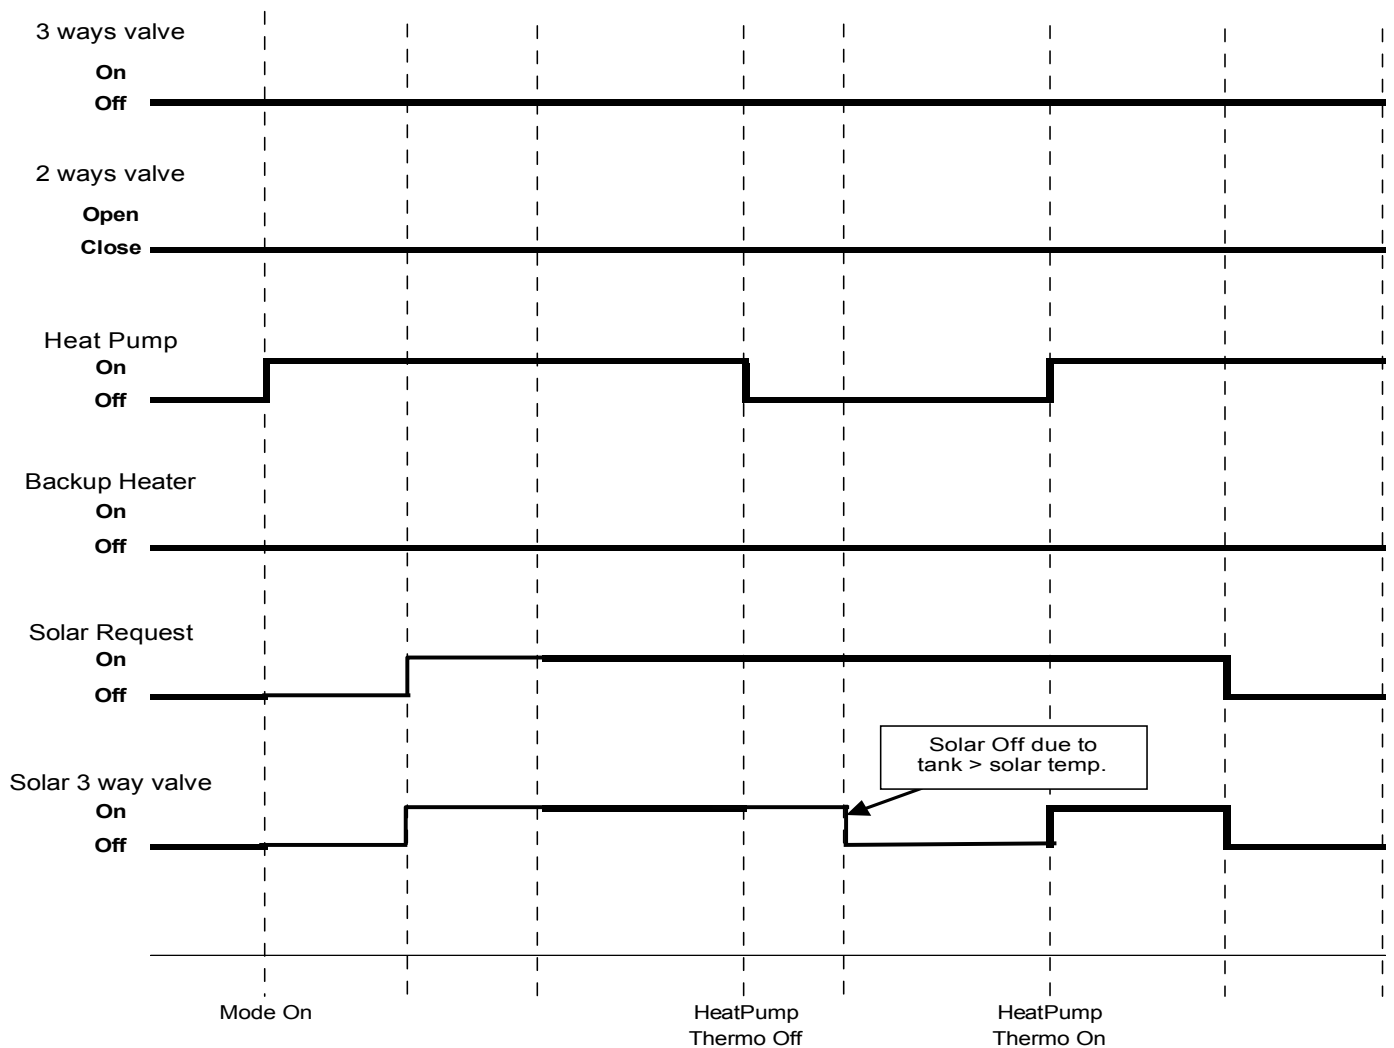 3 ways valve
On
Off
2 ways valve
Open
Close
Heat Pump
On
Off
Backup Heater
On
Off
Solar Request
On
Off
Solar Off due to
tank > solar temp.
Solar 3 way valve
On
Off
Mode On
HeatPump
Thermo Off
HeatPump
Thermo On